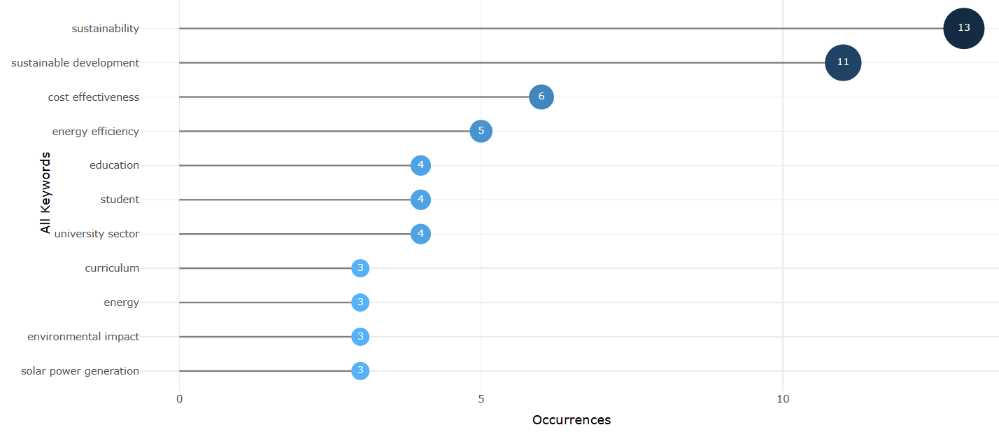 sustainability 13
sustainable development 11
cost effectiveness 6
energy efficiency 5
education 4
student 4
university sector 4
curriculum 3
energy 3
environmental impact 3
solar power generation 3
All Keywords
0 5 10
Occurrences